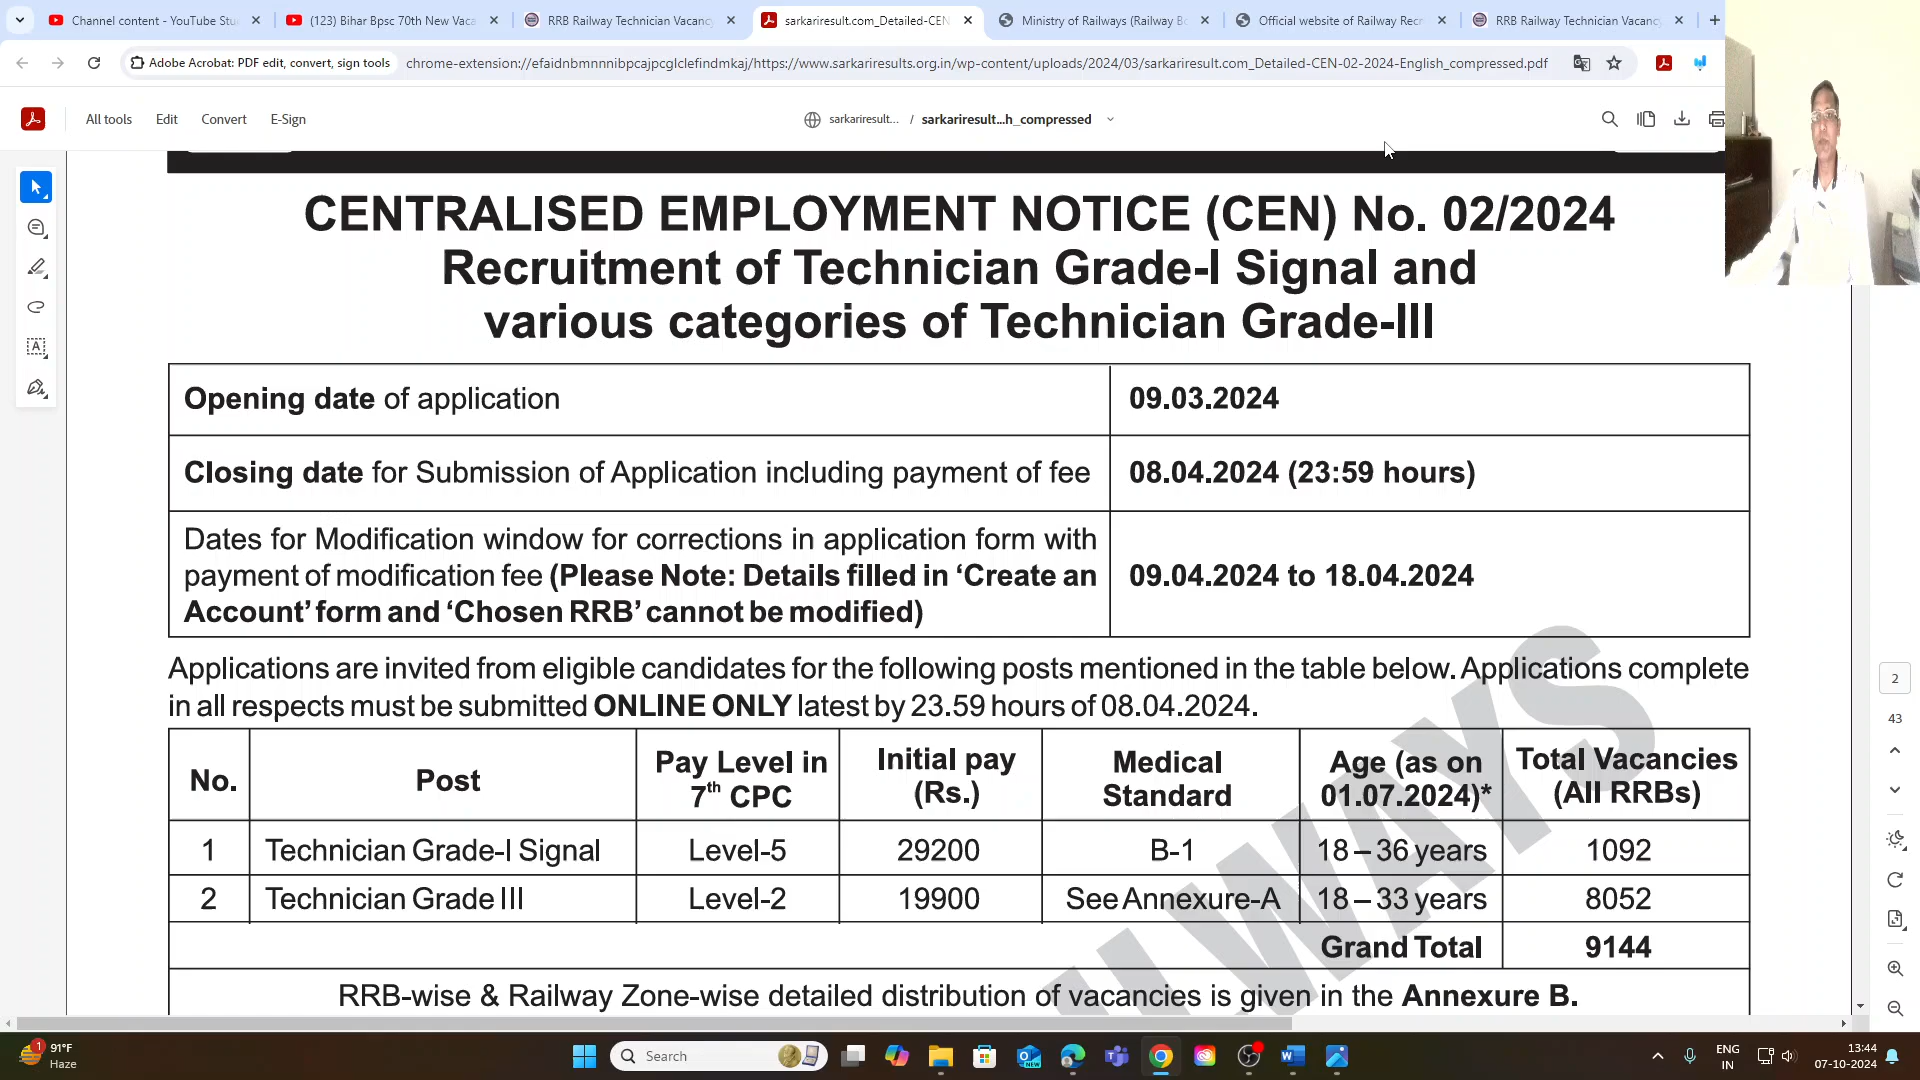 Channel content - YouTube Stu
(123) Bihar Bpsc 70th New Vaca
RRB Railway Technician Vacancy
sarkariresult.com_Detailed-CEN
Ministry of Railways (Railway Bo
Official website of Railway Recr
RRB Railway Technician Vacancy
Adobe Acrobat: PDF edit, convert, sign tools
chrome-extension://efaidnbmnnnibpcajpcglclefindmkaj/https://www.sarkariresults.org.in/wp-content/uploads/2024/03/sarkariresult.com_Detailed-CEN-02-2024-English_compressed.pdf
All tools Edit Convert E-Sign
sarkariresult... / sarkariresult...h_compressed
CENTRALISED EMPLOYMENT NOTICE (CEN) No. 02/2024
Recruitment of Technician Grade-I Signal and
various categories of Technician Grade-III
Opening date of application 09.03.2024
Closing date for Submission of Application including payment of fee 08.04.2024 (23:59 hours)
Dates for Modification window for corrections in application form with
payment of modification fee (Please Note: Details filled in ‘Create an
Account’ form and ‘Chosen RRB’ cannot be modified)
09.04.2024 to 18.04.2024
Applications are invited from eligible candidates for the following posts mentioned in the table below. Applications complete
in all respects must be submitted ONLINE ONLY latest by 23.59 hours of 08.04.2024.
No. Post Pay Level in 7th CPC Initial pay (Rs.) Medical Standard Age (as on 01.07.2024)* Total Vacancies (All RRBs)
1 Technician Grade-I Signal Level-5 29200 B-1 18 – 36 years 1092
2 Technician Grade III Level-2 19900 See Annexure-A 18 – 33 years 8052
Grand Total 9144
RRB-wise & Railway Zone-wise detailed distribution of vacancies is given in the Annexure B.
2
43
1
91°F
Haze
Search
ENG
IN
13:44
07-10-2024